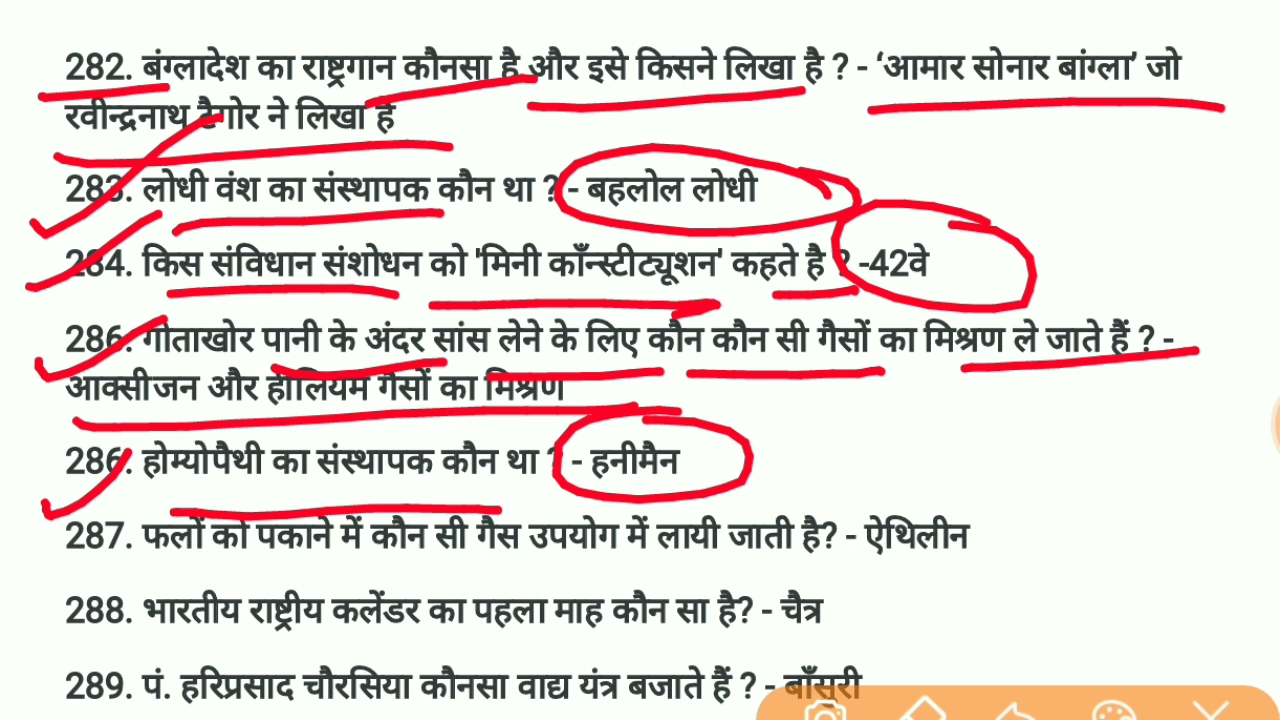 282. बंग्लादेश का राष्ट्रगान कौनसा है और इसे किसने लिखा है ? - ‘आमार सोनार बांग्ला’ जो
रवीन्द्रनाथ टैगोर ने लिखा है
283. लोधी वंश का संस्थापक कौन था ? - बहलोल लोधी
284. किस संविधान संशोधन को 'मिनी काँन्स्टीट्यूशन' कहते है ? -42वे
286. गोताखोर पानी के अंदर सांस लेने के लिए कौन कौन सी गैसों का मिश्रण ले जाते हैं ? -
आक्सीजन और हीलियम गैसों का मिश्रण
286. होम्योपैथी का संस्थापक कौन था ? - हनीमैन
287. फलों को पकाने में कौन सी गैस उपयोग में लायी जाती है? - ऐथिलीन
288. भारतीय राष्ट्रीय कलेंडर का पहला माह कौन सा है? - चैत्र
289. पं. हरिप्रसाद चौरसिया कौनसा वाद्य यंत्र बजाते हैं ? - बाँसुरी